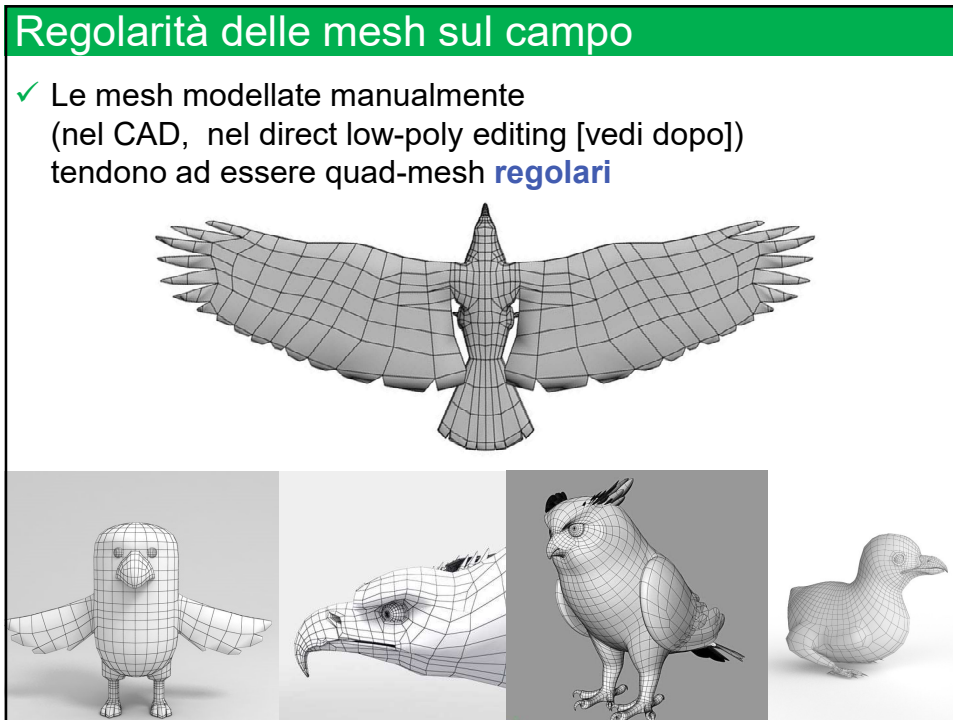 Regolarità delle mesh sul campo
✓ Le mesh modellate manualmente
(nel CAD, nel direct low-poly editing [vedi dopo])
tendono ad essere quad-mesh regolari